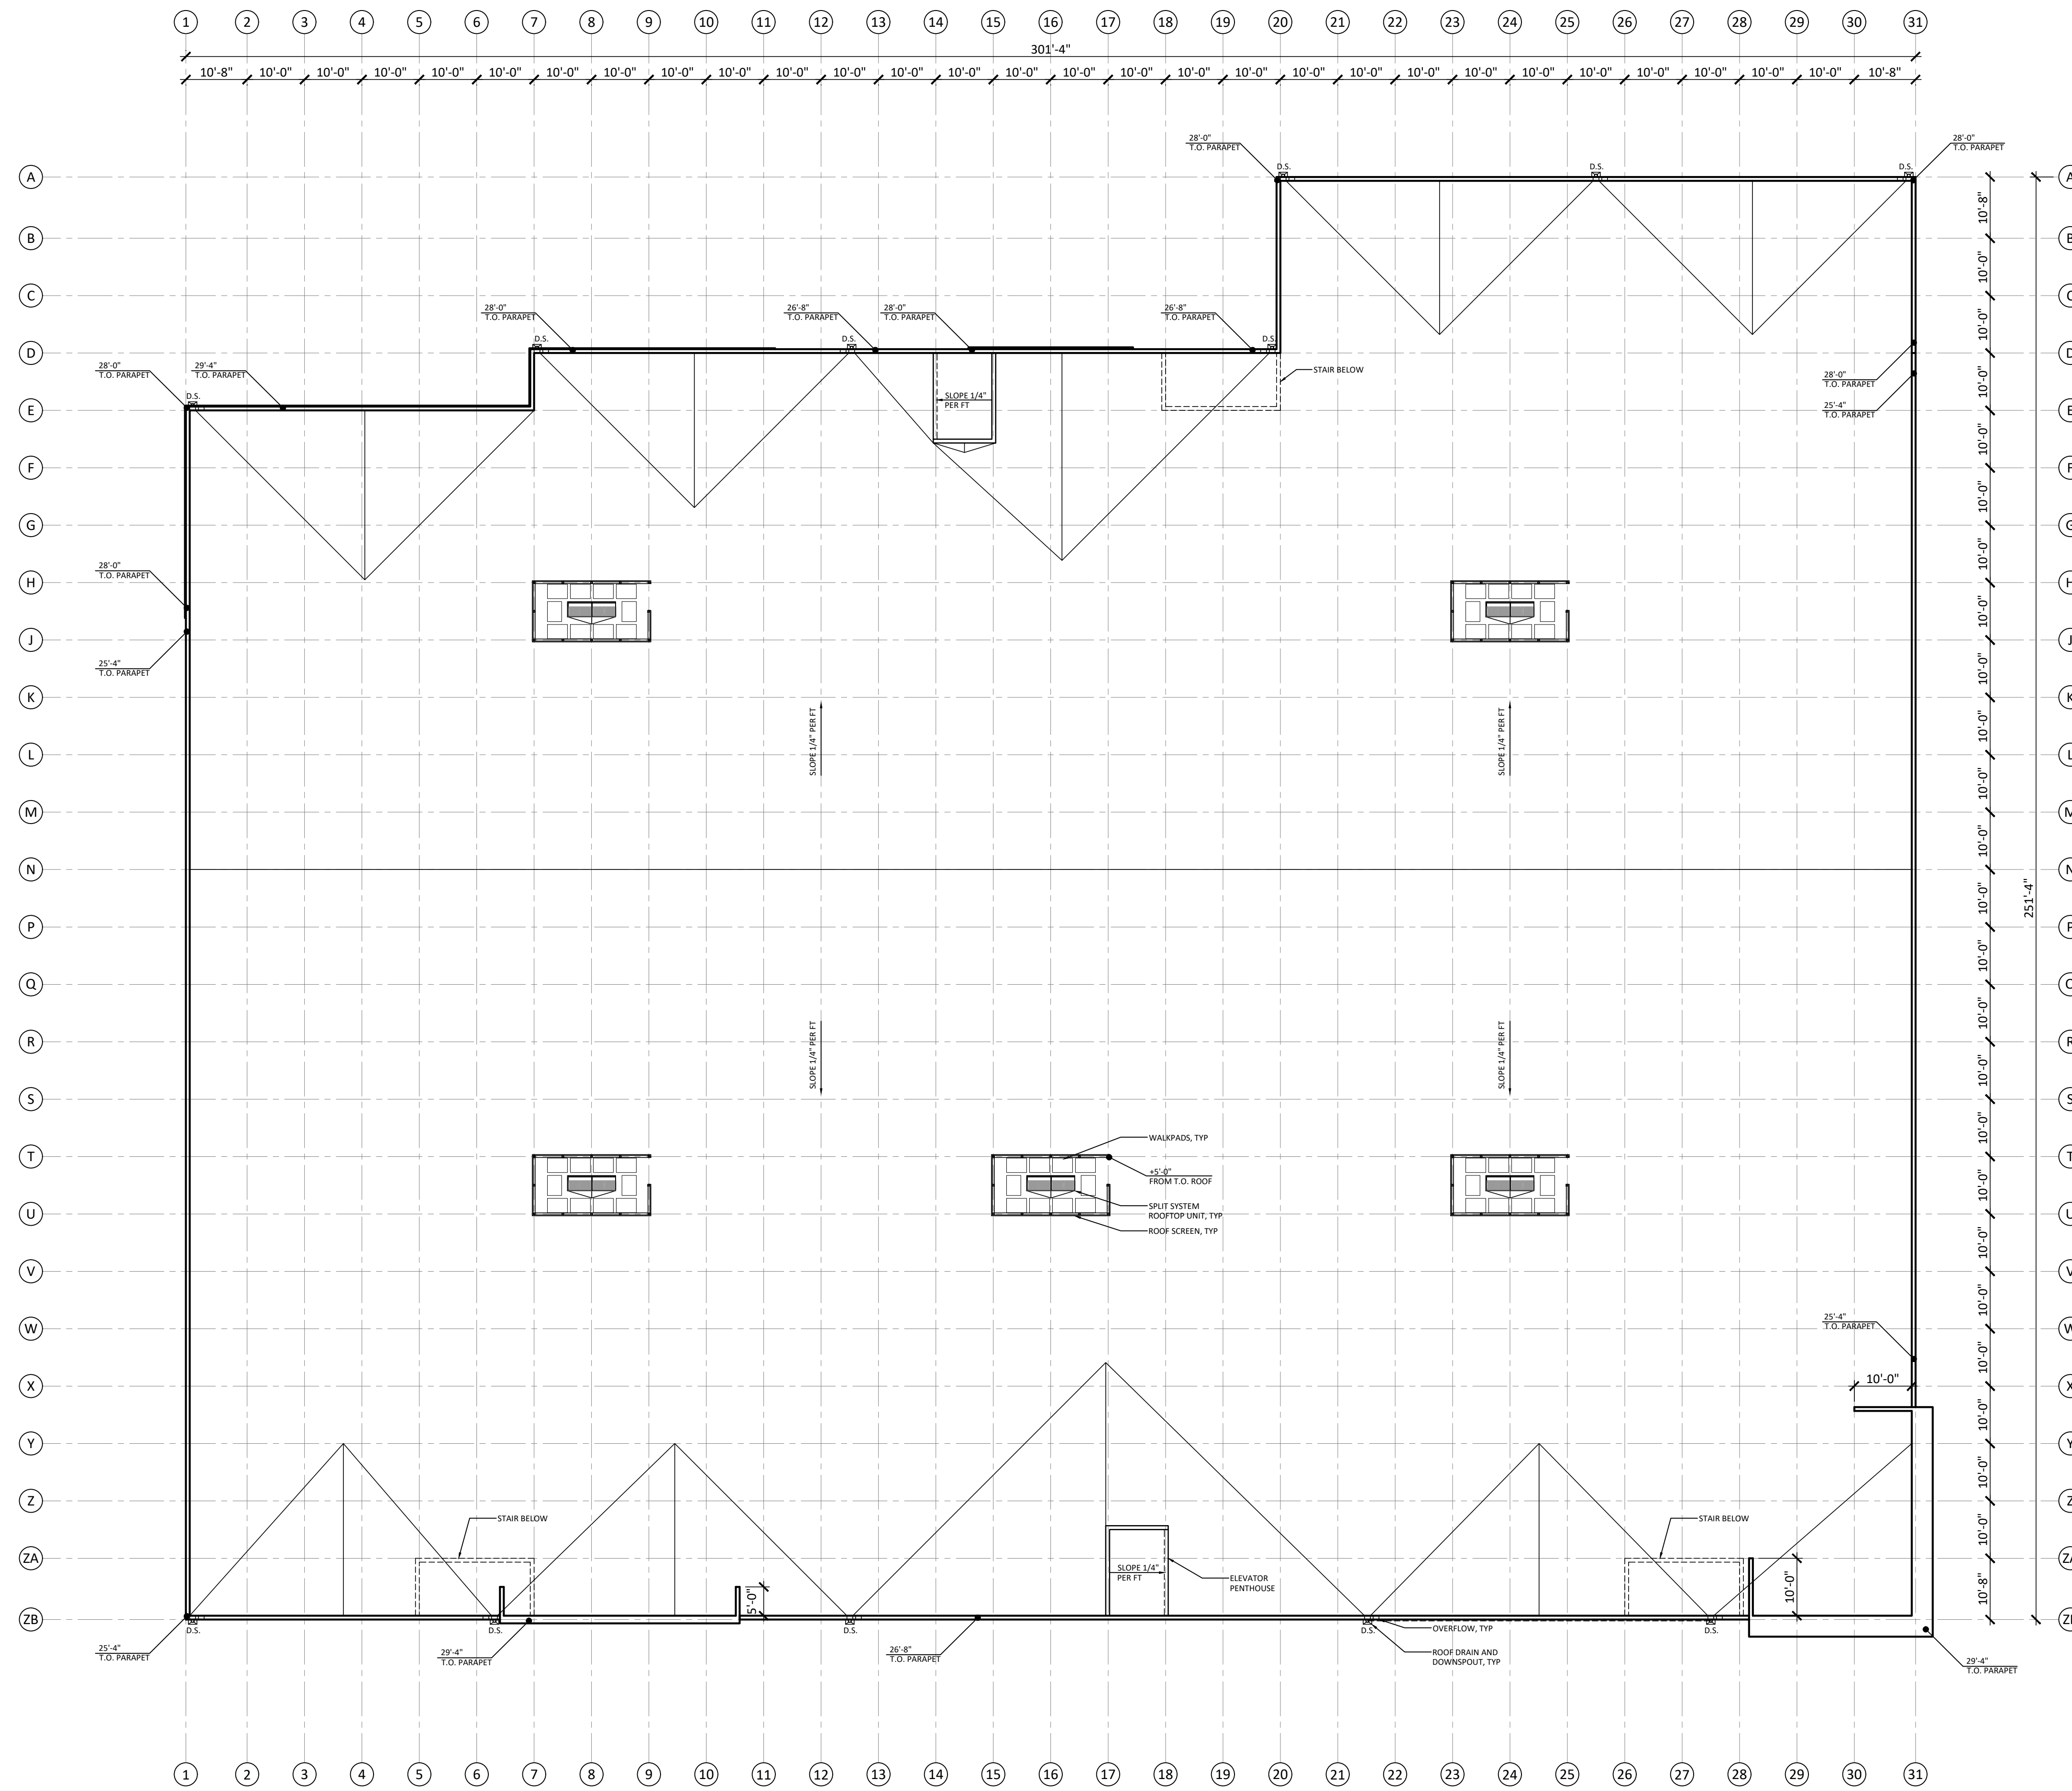 1 2 3 4 5 6 7 8 9 10 11 12 13 14 15 16 17 18 19 20 21 22 23 24 25 26 27 28 29 30 31
301'-4"
10'-8" 10'-0" 10'-0" 10'-0" 10'-0" 10'-0" 10'-0" 10'-0" 10'-0" 10'-0" 10'-0" 10'-0" 10'-0" 10'-0" 10'-0" 10'-0" 10'-0" 10'-0" 10'-0" 10'-0" 10'-0" 10'-0" 10'-0" 10'-0" 10'-0" 10'-0" 10'-0" 10'-0" 10'-0" 10'-8"
28'-0"
T.O. PARAPET
28'-0"
T.O. PARAPET
D.S. D.S. D.S.
A A
10'-8"
B B
10'-0"
C C
28'-0"
T.O. PARAPET
26'-8"
T.O. PARAPET
28'-0"
T.O. PARAPET
26'-8"
T.O. PARAPET
10'-0"
D.S. D.S. D.S.
D D
28'-0"
T.O. PARAPET
29'-4"
T.O. PARAPET
STAIR BELOW
28'-0"
T.O. PARAPET
10'-0"
D.S.
SLOPE 1/4"
PER FT
25'-4"
T.O. PARAPET
E E
10'-0"
F F
10'-0"
G G
10'-0"
28'-0"
T.O. PARAPET
H H
10'-0"
J J
25'-4"
T.O. PARAPET
10'-0"
K K
SLOPE 1/4" PER FT
SLOPE 1/4" PER FT
10'-0"
L L
10'-0"
M M
10'-0"
N N
251'-4"
10'-0"
P P
10'-0"
Q Q
10'-0"
R R
SLOPE 1/4" PER FT
SLOPE 1/4" PER FT
10'-0"
S S
10'-0"
WALKPADS, TYP
T T
+5'-0"
FROM T.O. ROOF
10'-0"
SPLIT SYSTEM
ROOFTOP UNIT, TYP
U U
ROOF SCREEN, TYP
10'-0"
V V
10'-0"
25'-4"
T.O. PARAPET
W W
10'-0"
10'-0"
X X
10'-0"
Y Y
10'-0"
Z Z
STAIR BELOW
STAIR BELOW
10'-0"
ZA ZA
SLOPE 1/4"
PER FT
ELEVATOR
PENTHOUSE
5'-0"
10'-0"
10'-8"
ZB ZB
D.S. D.S. D.S. D.S. D.S.
OVERFLOW, TYP
25'-4"
T.O. PARAPET
29'-4"
T.O. PARAPET
26'-8"
T.O. PARAPET
ROOF DRAIN AND
DOWNSPOUT, TYP
29'-4"
T.O. PARAPET
1 2 3 4 5 6 7 8 9 10 11 12 13 14 15 16 17 18 19 20 21 22 23 24 25 26 27 28 29 30 31